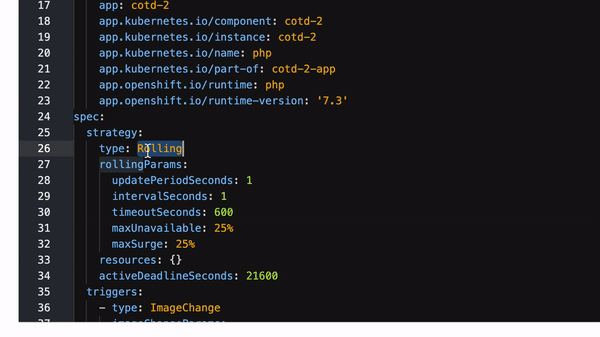 17 app: cotd-2
18 app.kubernetes.io/component: cotd-2
19 app.kubernetes.io/instance: cotd-2
20 app.kubernetes.io/name: php
21 app.kubernetes.io/part-of: cotd-2-app
22 app.openshift.io/runtime: php
23 app.openshift.io/runtime-version: '7.3'
24 spec:
25 strategy:
26 type: Rolling
27 rollingParams:
28 updatePeriodSeconds: 1
29 intervalSeconds: 1
30 timeoutSeconds: 600
31 maxUnavailable: 25%
32 maxSurge: 25%
33 resources: {}
34 activeDeadlineSeconds: 21600
35 triggers:
36 - type: ImageChange
37 imageChangeParams: